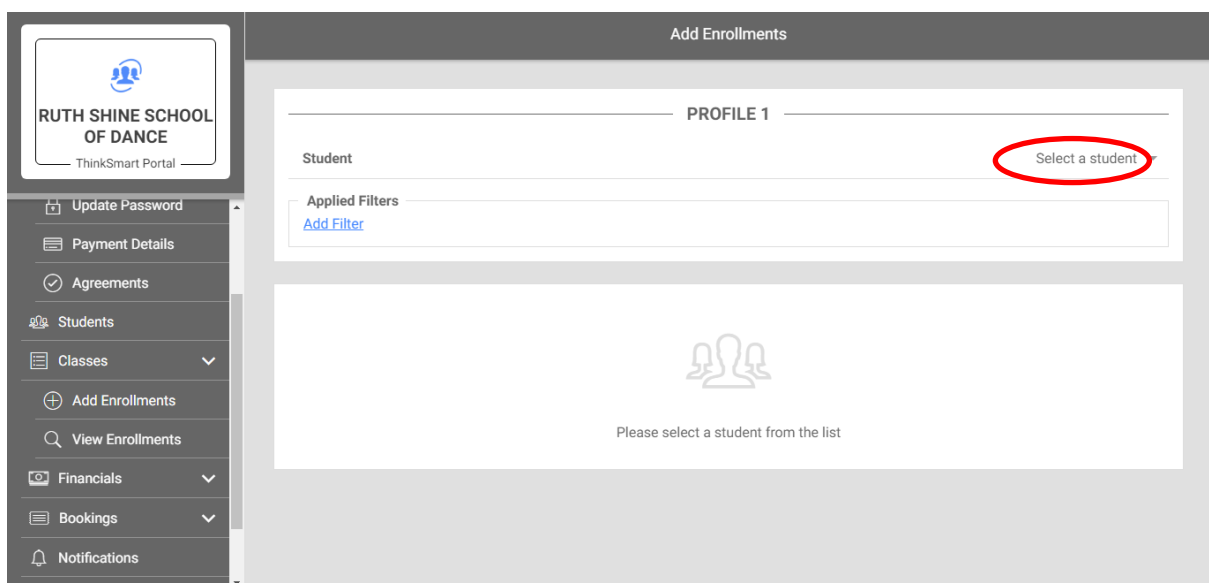 Add Enrollments
RUTH SHINE SCHOOL
OF DANCE
ThinkSmart Portal
Update Password
Payment Details
Agreements
Students
Classes
Add Enrollments
View Enrollments
Financials
Bookings
Notifications
PROFILE 1
Student
Select a student
Applied Filters
Add Filter
Please select a student from the list